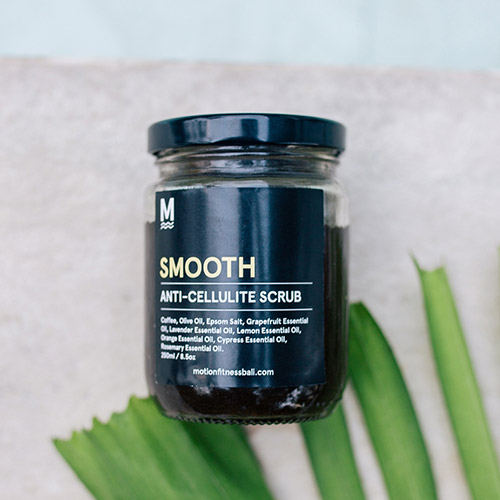 M
SMOOTH
ANTI-CELLULITE SCRUB
Coffee, Olive Oil, Epsom Salt, Grapefruit Essential
Oil, Lavender Essential Oil, Lemon Essential Oil,
Orange Essential Oil, Cypress Essential Oil,
Rosemary Essential Oil.
250ml / 8.5oz
motionfitnessbali.com